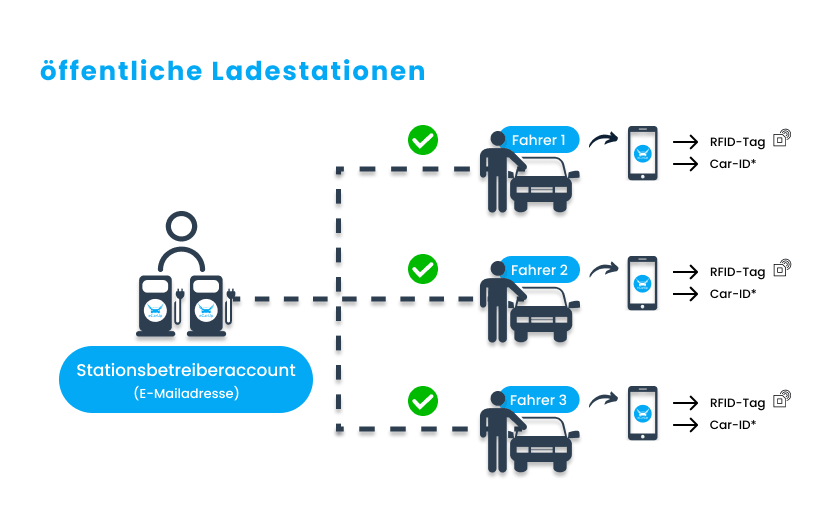 öffentliche Ladestationen
Fahrer 1
RFID-Tag
Car-ID*
Fahrer 2
RFID-Tag
Car-ID*
Stationsbetreiberaccount
(E-Mailadresse)
Fahrer 3
RFID-Tag
Car-ID*